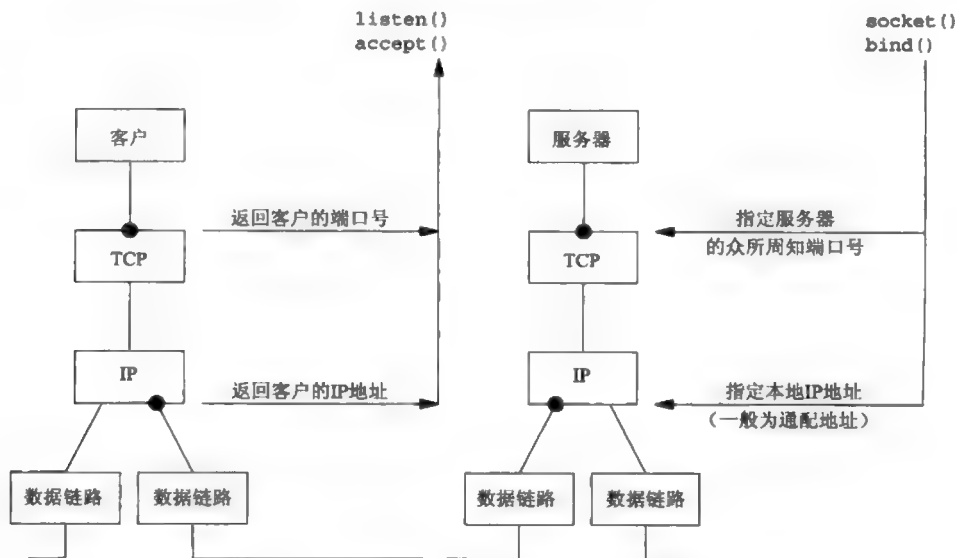 listen()
accept()
socket()
bind()
客户
服务器
返回客户的端口号
指定服务器
的众所周知端口号
TCP
TCP
IP
IP
返回客户的IP地址
指定本地IP地址
（一般为通配地址）
数据链路
数据链路
数据链路
数据链路